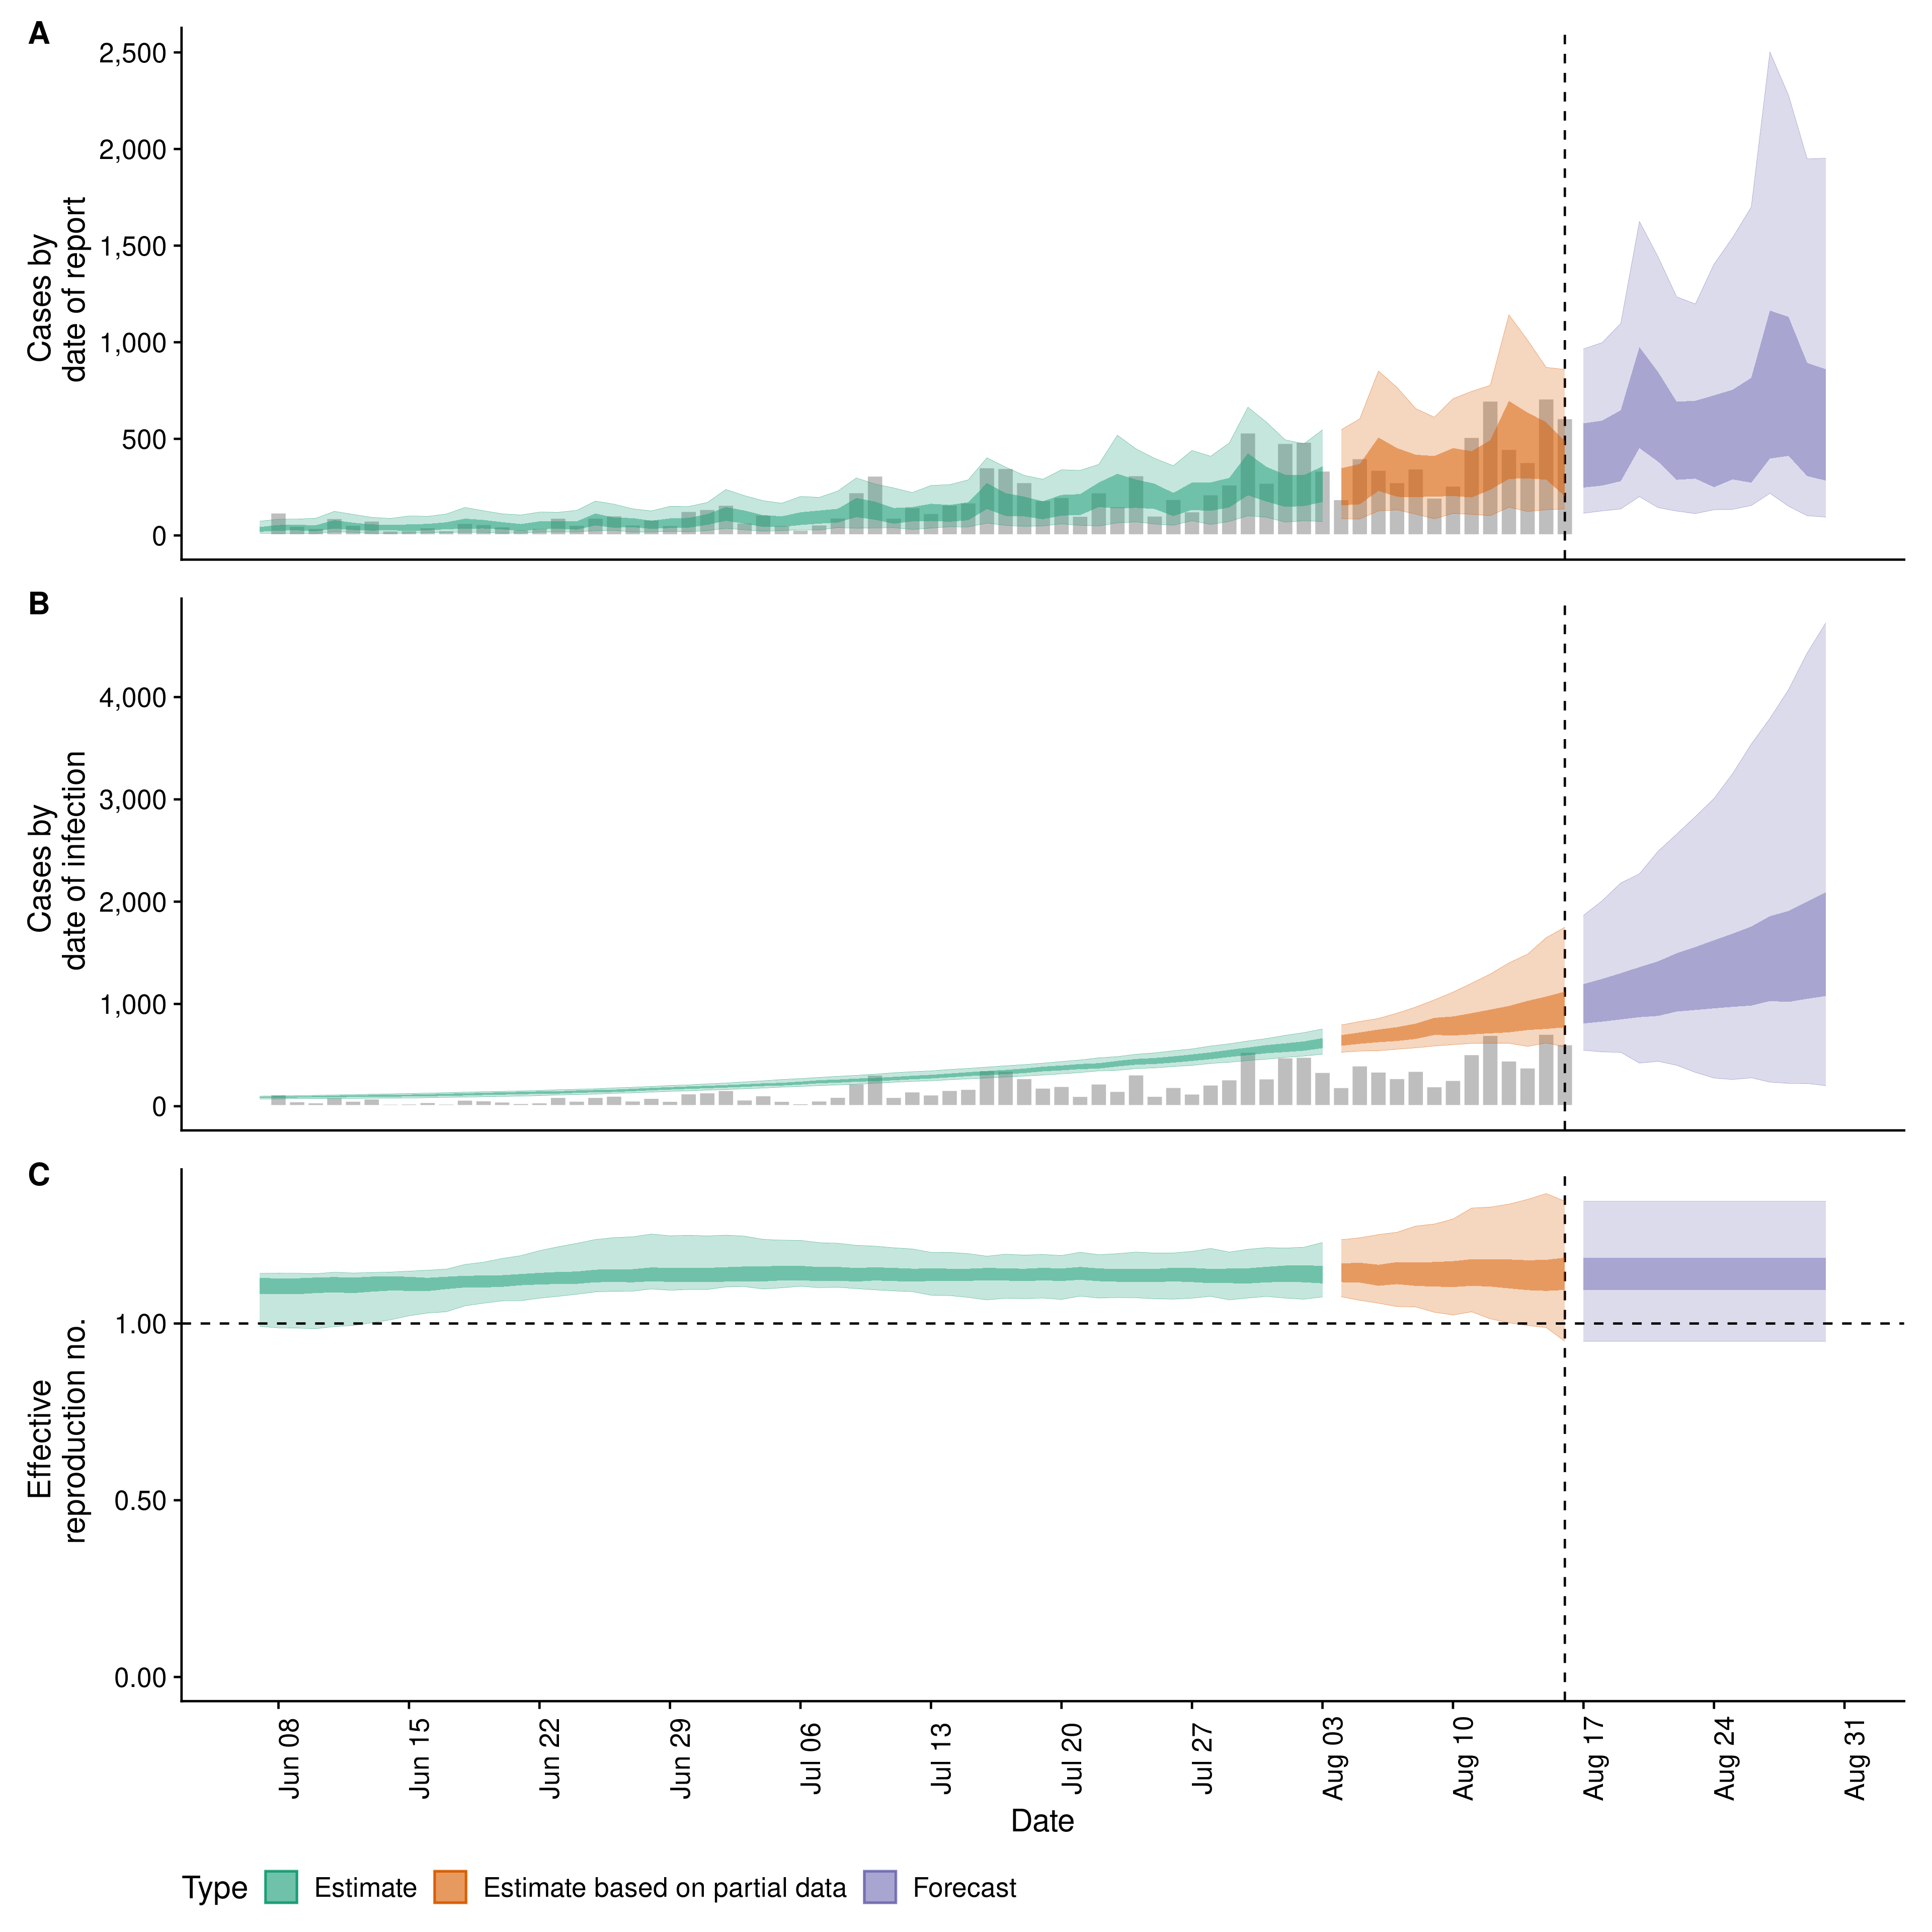 A
2,500
2,000
1,500
1,000
500
0
Cases by
date of report
B
4,000
3,000
2,000
1,000
0
Cases by
date of infection
C
1.00
0.50
0.00
Effective
reproduction no.
Jun 08
Jun 15
Jun 22
Jun 29
Jul 06
Jul 13
Jul 20
Jul 27
Aug 03
Aug 10
Aug 17
Aug 24
Aug 31
Date
Type Estimate Estimate based on partial data Forecast